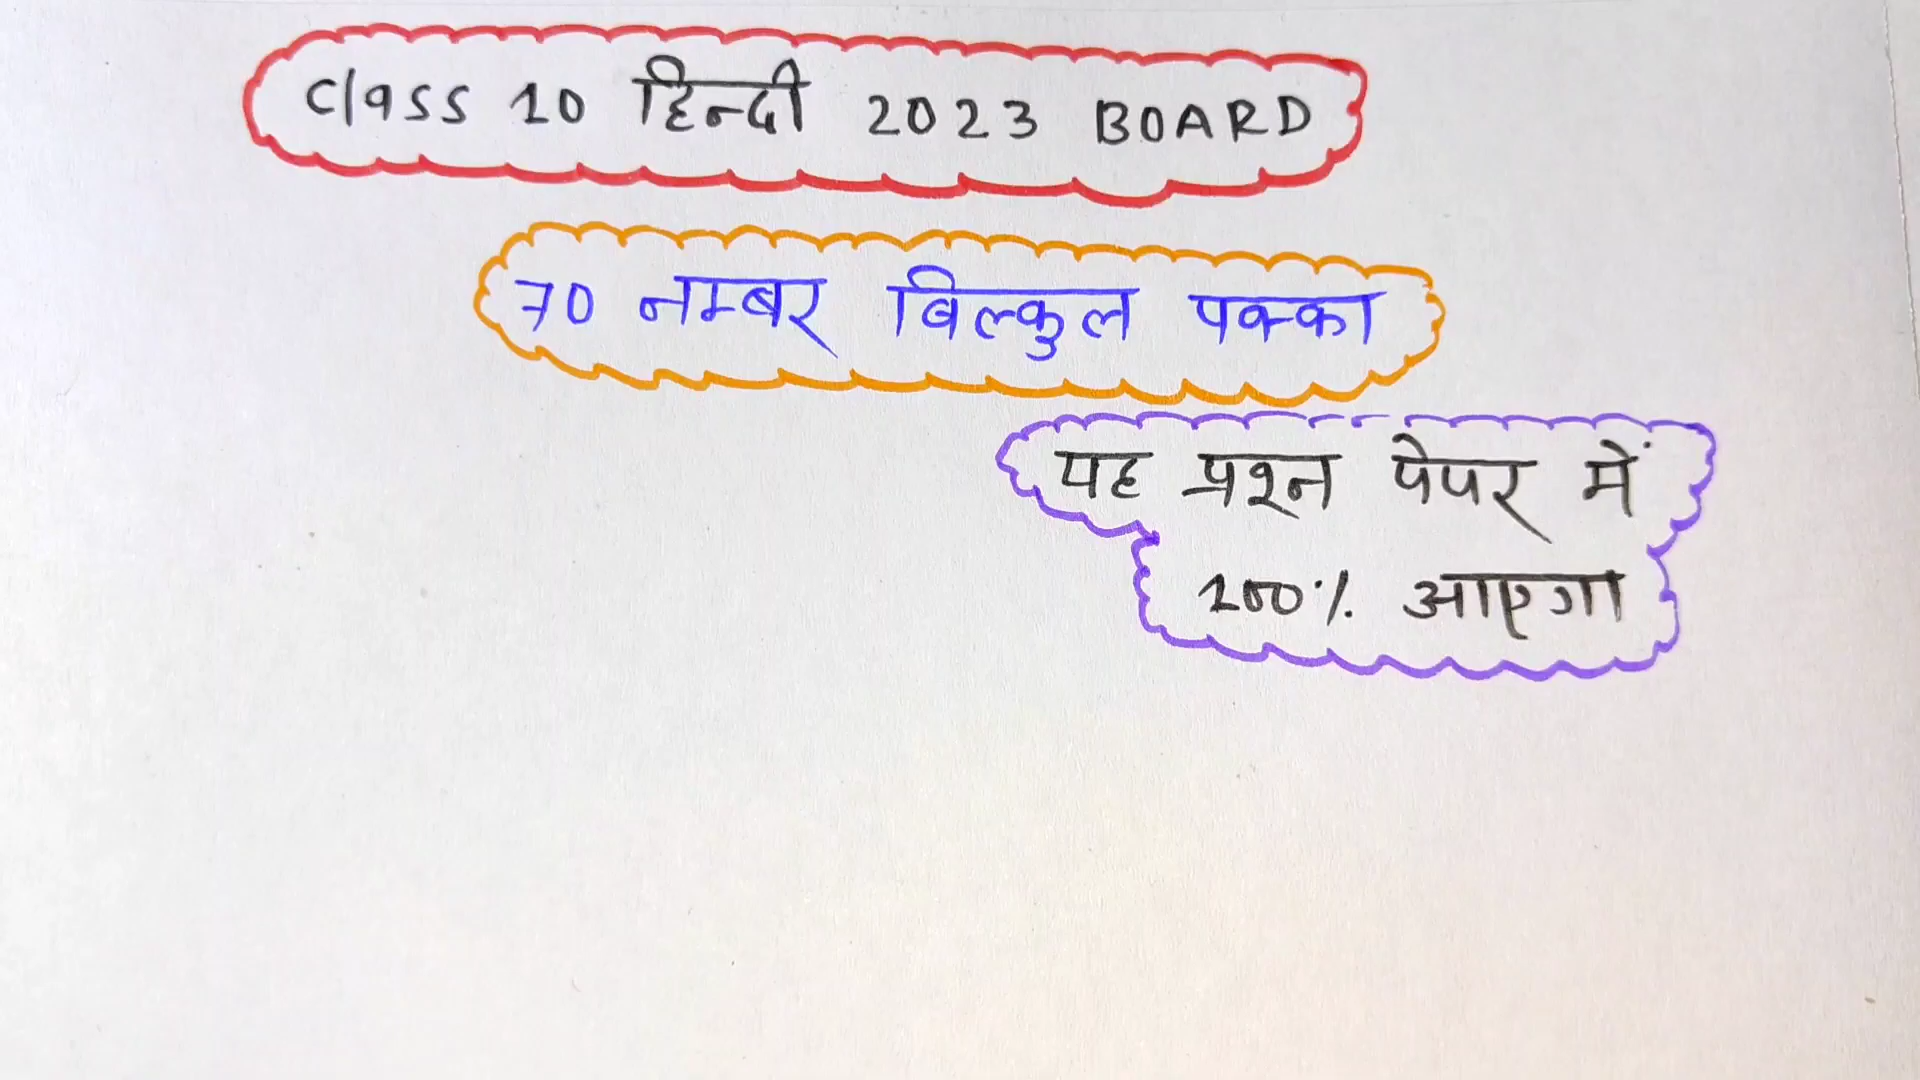 Class 10 हिन्दी 2023 BOARD
70 नम्बर बिल्कुल पक्का
यह प्रश्न पेपर में
100% आएगा